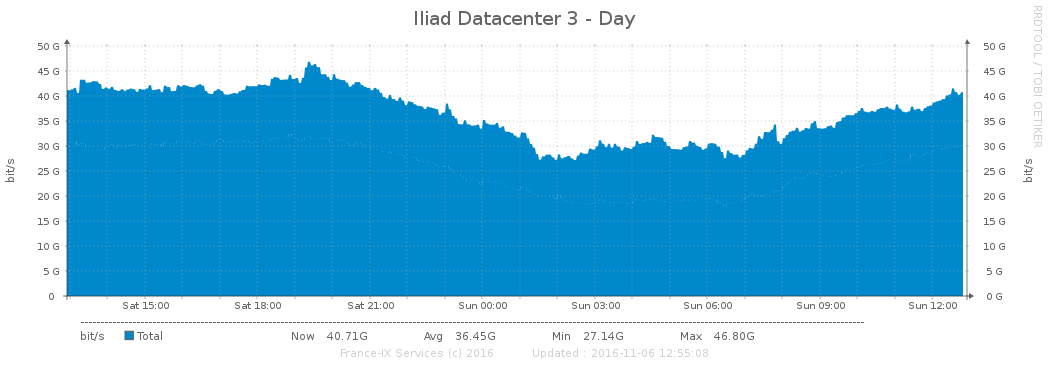 Iliad Datacenter 3 - Day
RRDTOOL / TOBI OETIKER
50 G 50 G
45 G 45 G
40 G 40 G
35 G 35 G
30 G 30 G
25 G 25 G
20 G 20 G
15 G 15 G
10 G 10 G
5 G 5 G
0 0 G
bit/s bit/s
Sat 15:00 Sat 18:00 Sat 21:00 Sun 00:00 Sun 03:00 Sun 06:00 Sun 09:00 Sun 12:00
bit/s Total Now 40.71G Avg 36.45G Min 27.14G Max 46.80G
France-IX Services (c) 2016 Updated : 2016-11-06 12:55:08